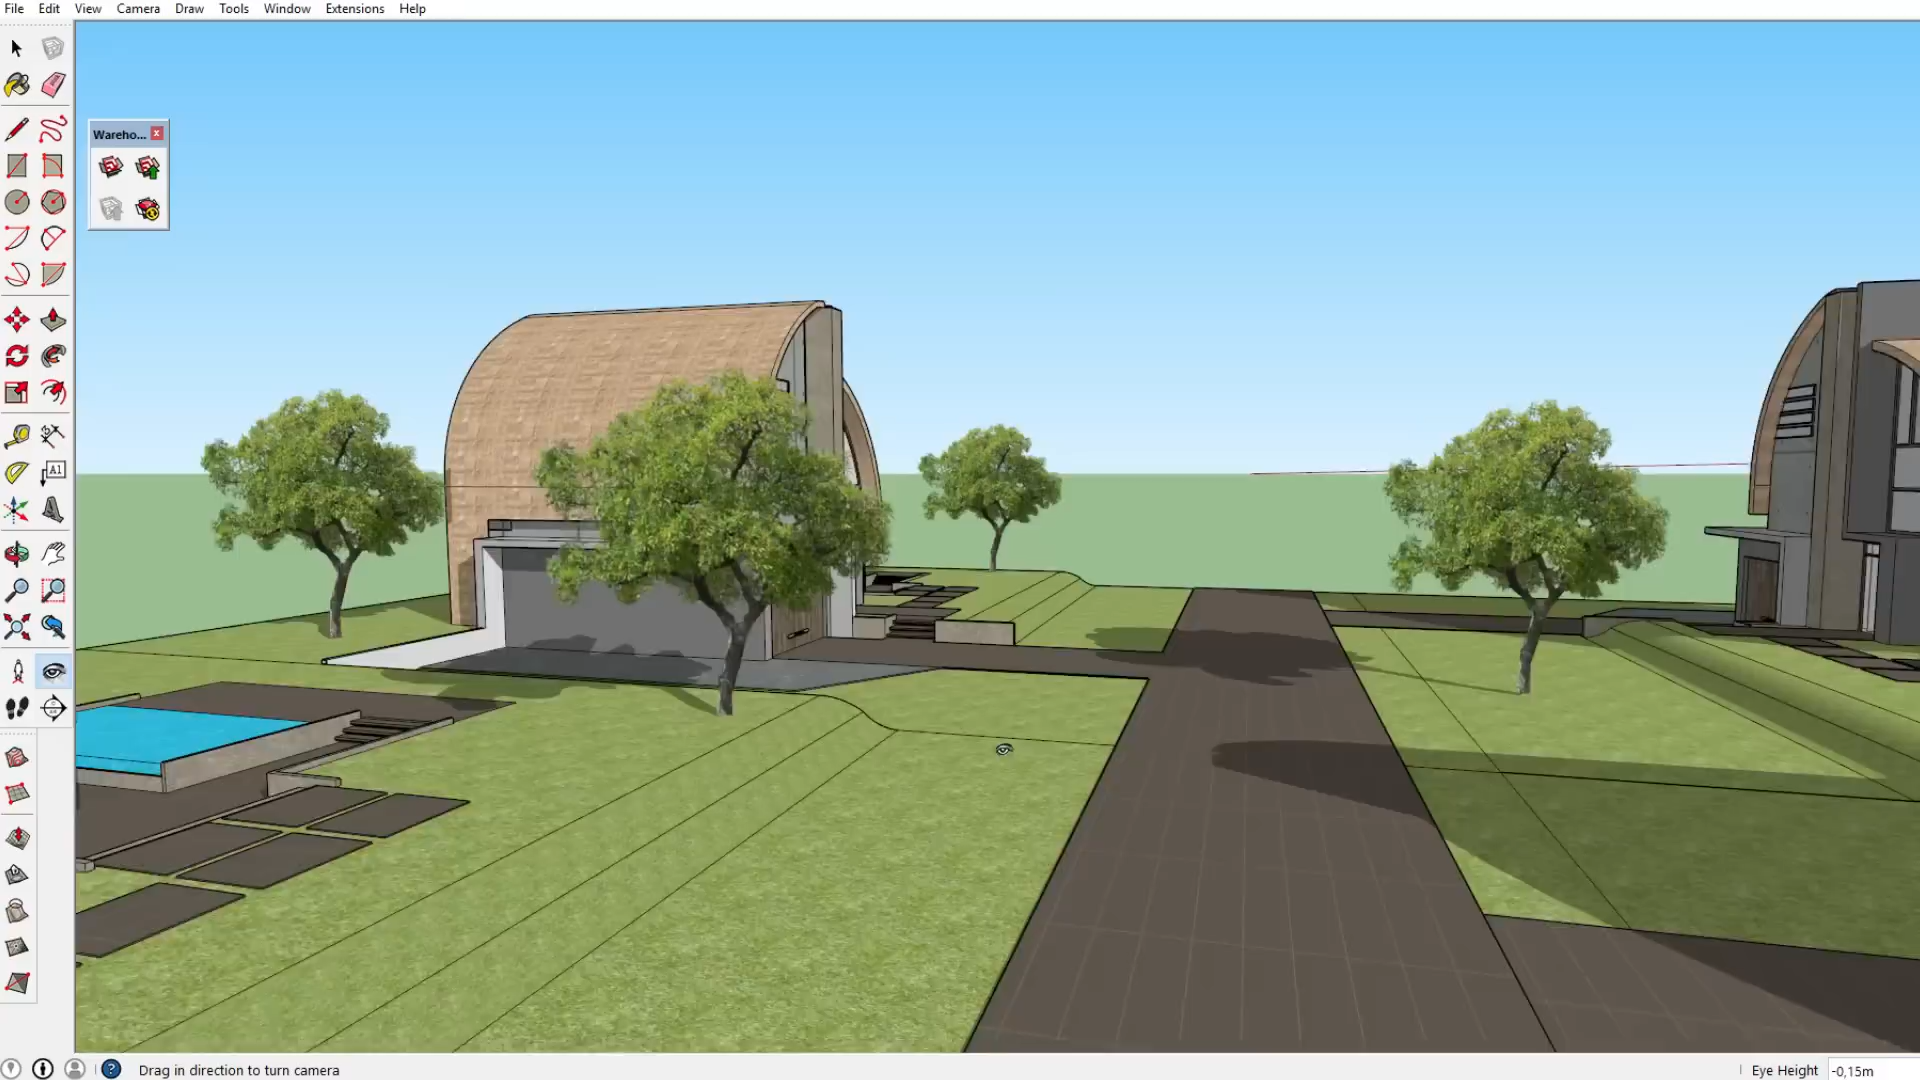 File Edit View Camera Draw Tools Window Extensions Help
Wareho...
A1
Drag in direction to turn camera
Eye Height -0,15m